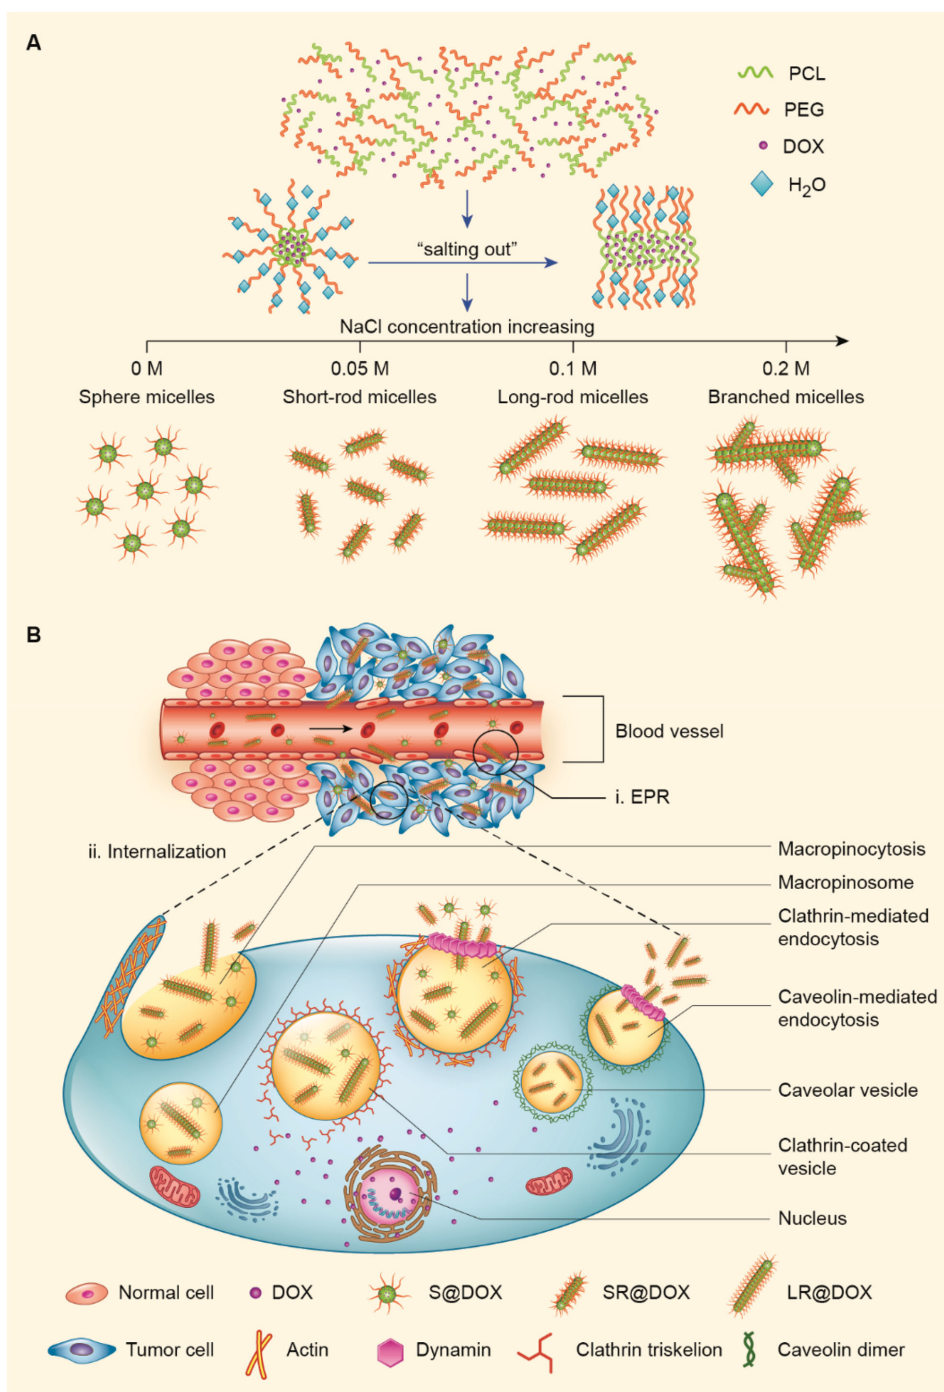 A
PCL
PEG
DOX
H₂O
“salting out”
NaCl concentration increasing
0 M
0.05 M
0.1 M
0.2 M
Sphere micelles
Short-rod micelles
Long-rod micelles
Branched micelles
B
Blood vessel
i. EPR
ii. Internalization
Macropinocytosis
Macropinosome
Clathrin-mediated
endocytosis
Caveolin-mediated
endocytosis
Caveolar vesicle
Clathrin-coated
vesicle
Nucleus
Normal cell
DOX
S@DOX
SR@DOX
LR@DOX
Tumor cell
Actin
Dynamin
Clathrin triskelion
Caveolin dimer